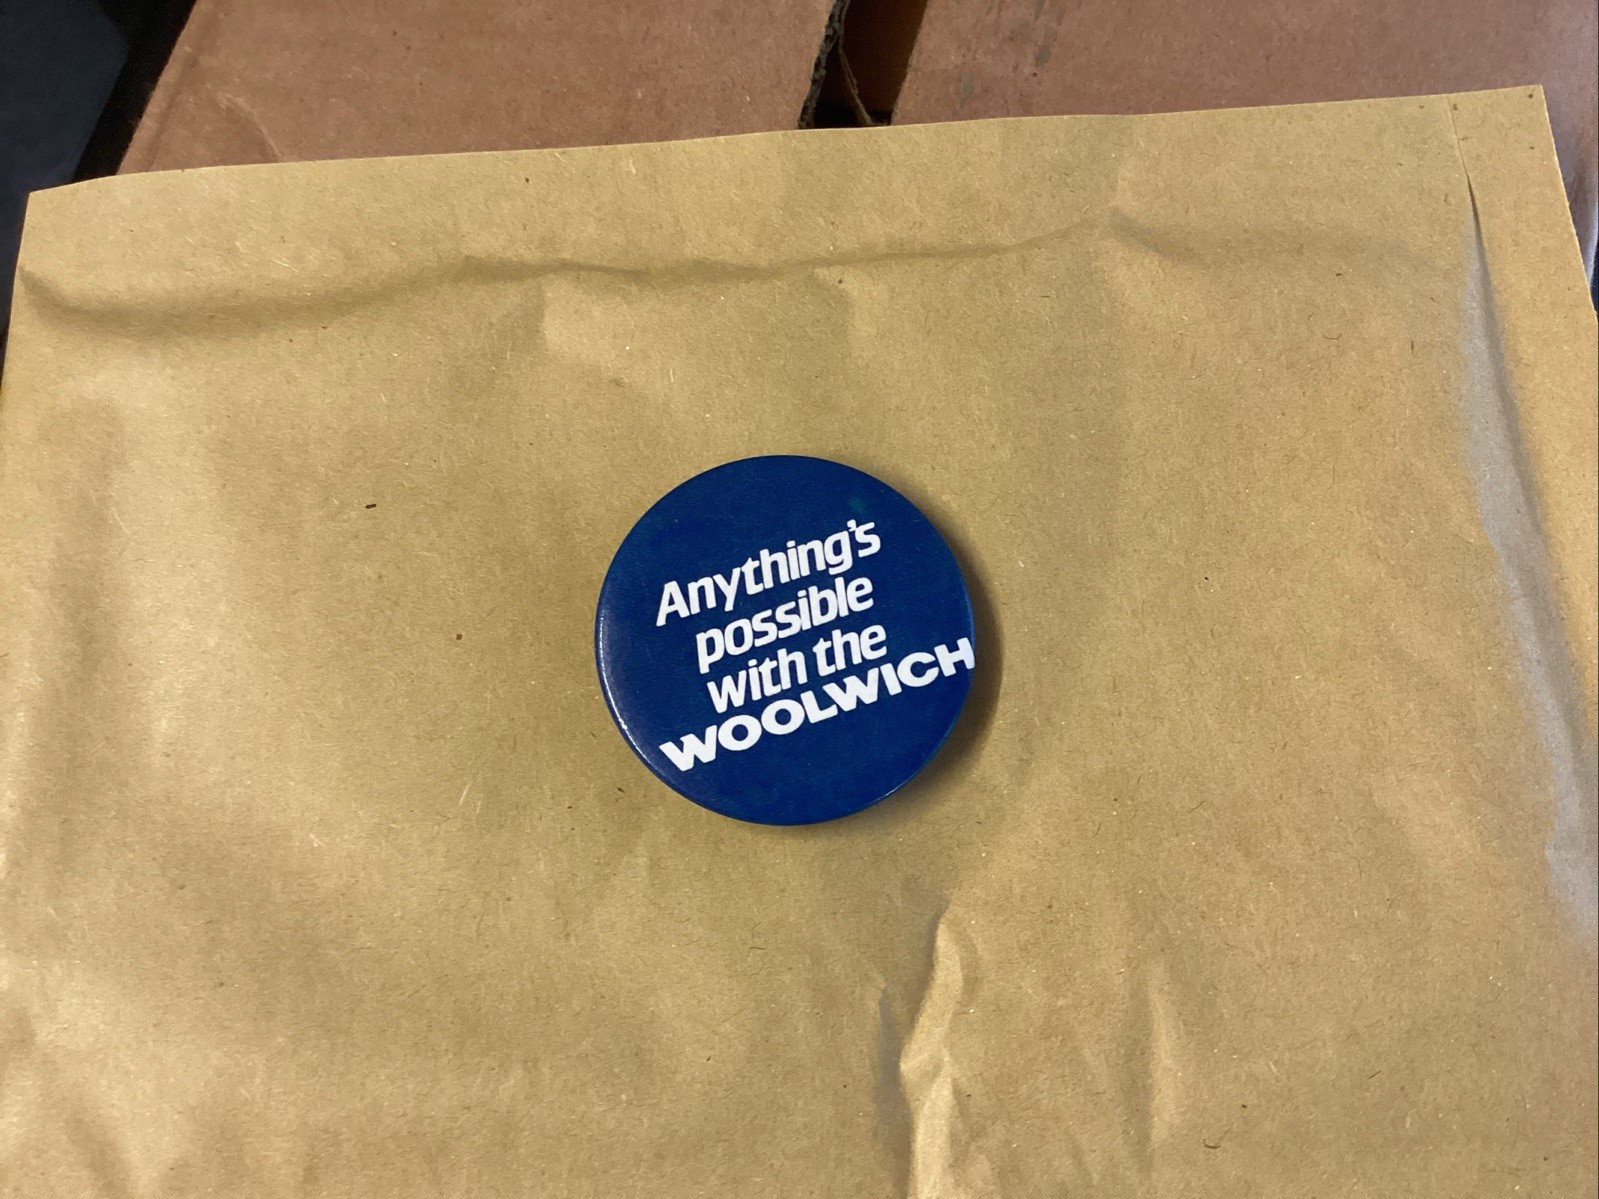 Anything's
possible
with the
WOOLWICH